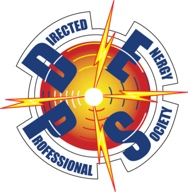 DIRECTED
ENERGY
PROFESSIONAL
SOCIETY